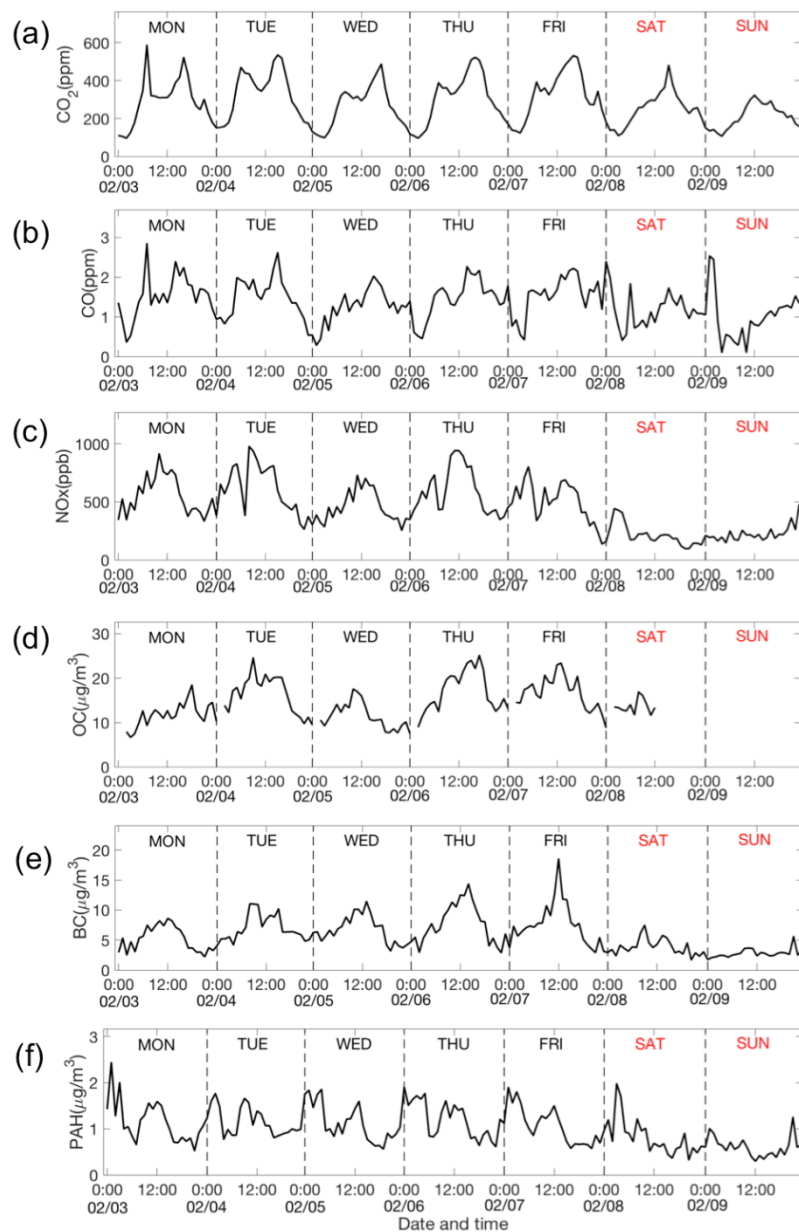 (a)
MON TUE WED THU FRI SAT SUN
CO2(ppm)
600
400
200
0
0:00 12:00 0:00 12:00 0:00 12:00 0:00 12:00 0:00 12:00 0:00 12:00 0:00 12:00
02/03 02/04 02/05 02/06 02/07 02/08 02/09
(b)
MON TUE WED THU FRI SAT SUN
CO(ppm)
3
2
1
0
0:00 12:00 0:00 12:00 0:00 12:00 0:00 12:00 0:00 12:00 0:00 12:00 0:00 12:00
02/03 02/04 02/05 02/06 02/07 02/08 02/09
(c)
MON TUE WED THU FRI SAT SUN
NOx(ppb)
1000
500
0
0:00 12:00 0:00 12:00 0:00 12:00 0:00 12:00 0:00 12:00 0:00 12:00 0:00 12:00
02/03 02/04 02/05 02/06 02/07 02/08 02/09
(d)
MON TUE WED THU FRI SAT SUN
OC(μg/m³)
30
20
10
0
0:00 12:00 0:00 12:00 0:00 12:00 0:00 12:00 0:00 12:00 0:00 12:00 0:00 12:00
02/03 02/04 02/05 02/06 02/07 02/08 02/09
(e)
MON TUE WED THU FRI SAT SUN
BC(μg/m³)
20
15
10
5
0
0:00 12:00 0:00 12:00 0:00 12:00 0:00 12:00 0:00 12:00 0:00 12:00 0:00 12:00
02/03 02/04 02/05 02/06 02/07 02/08 02/09
(f)
MON TUE WED THU FRI SAT SUN
PAH(μg/m³)
3
2
1
0
0:00 12:00 0:00 12:00 0:00 12:00 0:00 12:00 0:00 12:00 0:00 12:00 0:00 12:00
02/03 02/04 02/05 02/06 02/07 02/08 02/09
Date and time